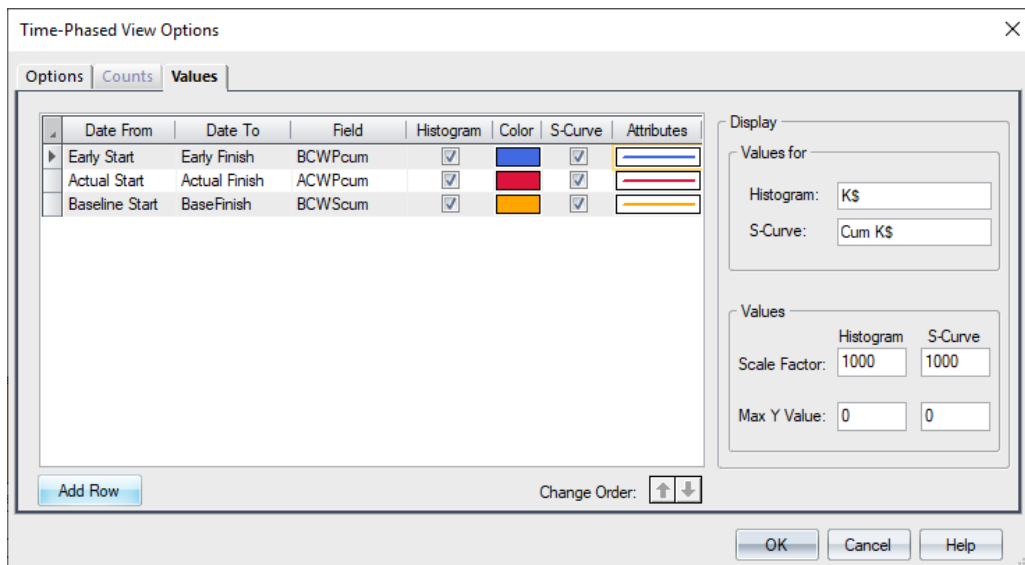 Time-Phased View Options
Options Counts Values
Date From Date To Field Histogram Color S-Curve Attributes
Early Start Early Finish BCWPcum
Actual Start Actual Finish ACWPcum
Baseline Start BaseFinish BCWScum
Add Row
Change Order:
Display
Values for
Histogram: K$
S-Curve: Cum K$
Values
Histogram S-Curve
Scale Factor: 1000 1000
Max Y Value: 0 0
OK Cancel Help